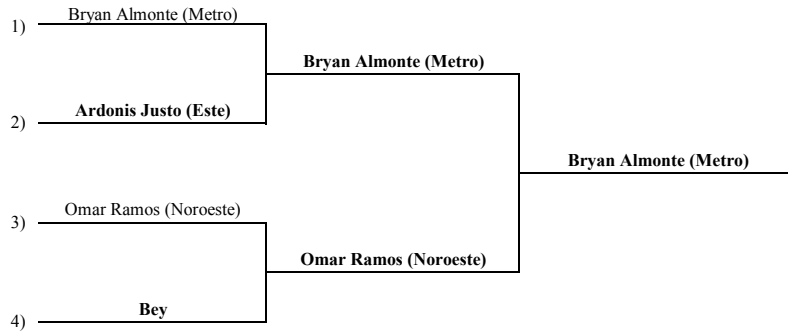 1) Bryan Almonte (Metro)
Bryan Almonte (Metro)
2) Ardonis Justo (Este)
Bryan Almonte (Metro)
3) Omar Ramos (Noroeste)
Omar Ramos (Noroeste)
4) Bey